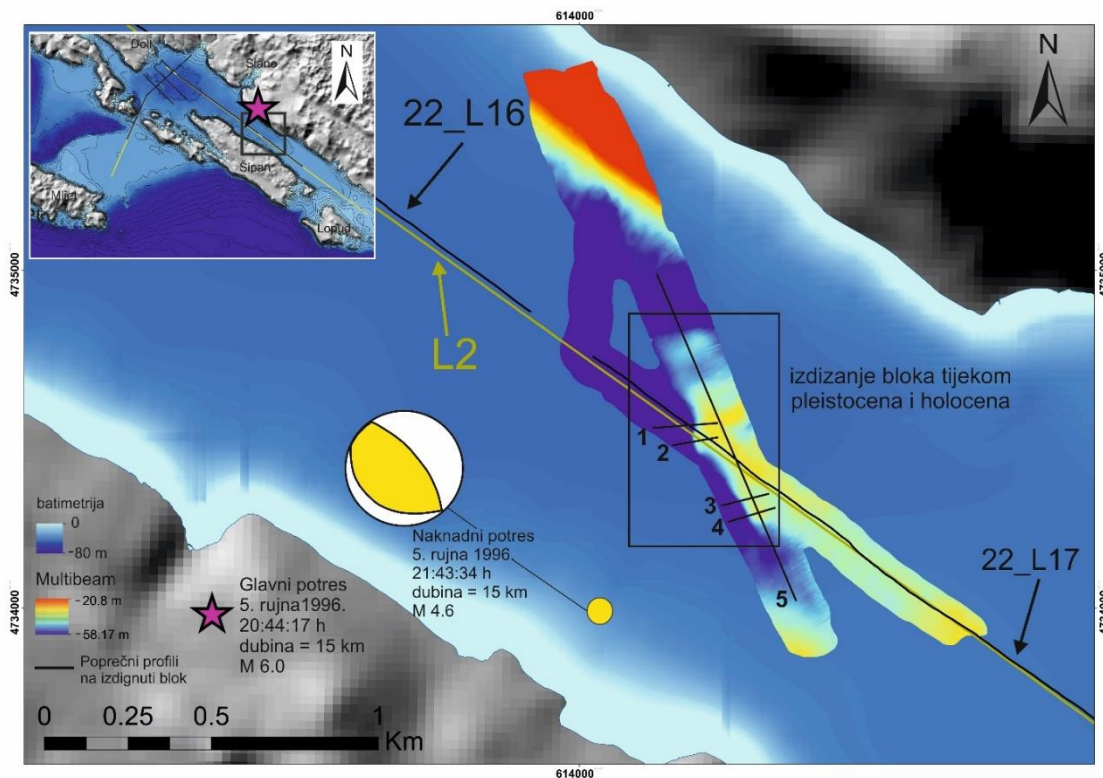 614000
Doli
Slano
N
Šipan
Mljet
Lopud
22_L16
L2
N
4735000
4735000
izdizanje bloka tijekom
pleistocena i holocena
1
2
3
4
5
22_L17
batimetrija
0
-80 m
Multibeam
-20.8 m
-58.17 m
Poprečni profili
na izdignuti blok
Glavni potres
5. rujna1996.
20:44:17 h
dubina = 15 km
M 6.0
Naknadni potres
5. rujna 1996.
21:43:34 h
dubina = 15 km
M 4.6
4734000
4734000
0 0.25 0.5 1
Km
614000